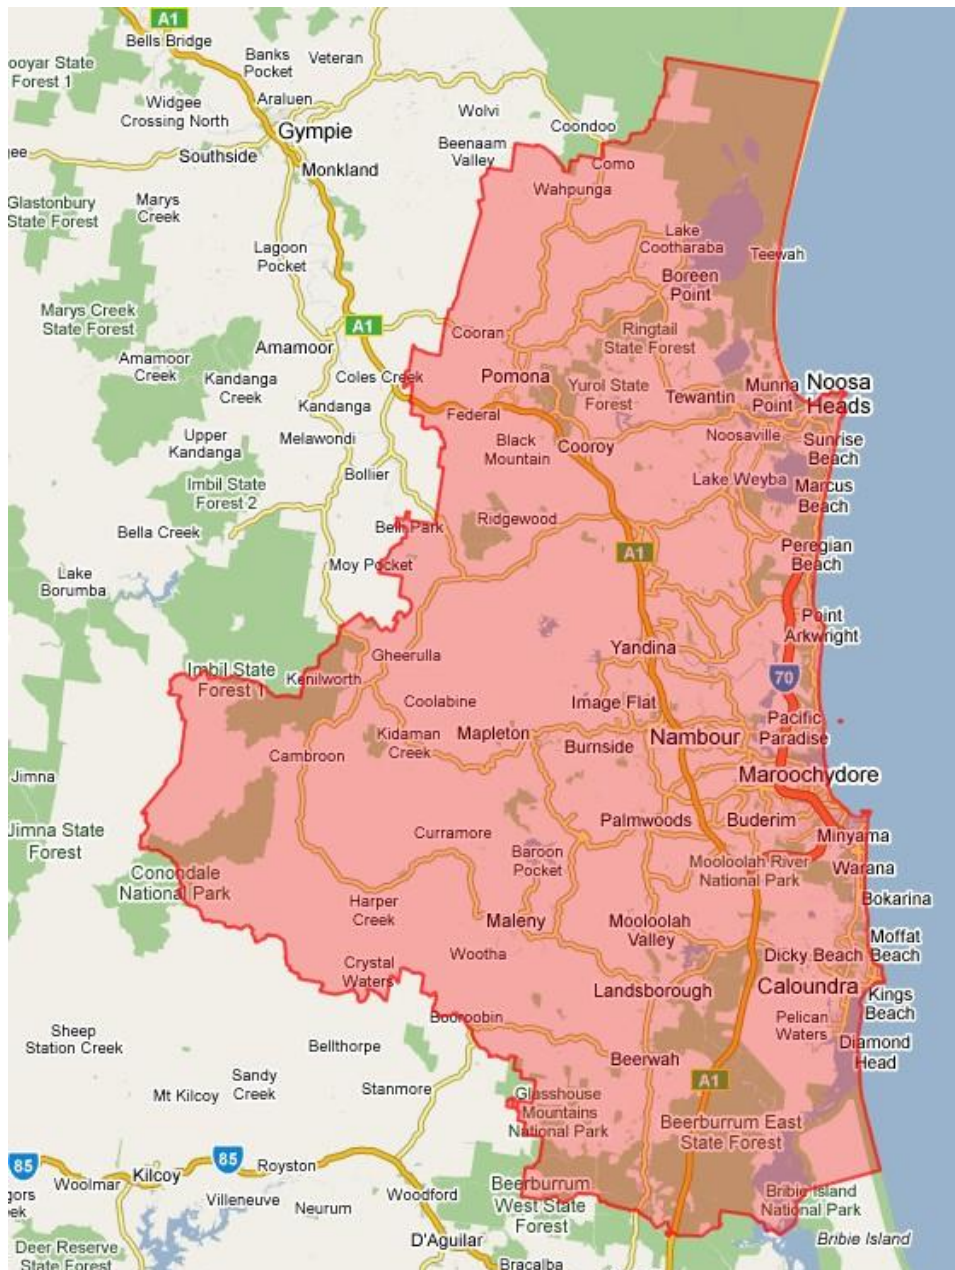 A1
Bells Bridge
Banks
Pocket
Veteran
ooyar State
Forest 1
Araluen
Widgee
Crossing North
Wolvi
Gympie
Coondoo
gee
Southside
Beenaam
Valley
Monkland
Como
Wahpunga
Glastonbury
State Forest
Marys
Creek
Lagoon
Pocket
Lake
Cootharaba
Teewah
Boreen
Point
Marys Creek
State Forest
A1
Cooran
Ringtail
State Forest
Amamoor
Amamoor
Creek
Kandanga
Creek
Coles Creek
Pomona
Yurol State
Forest
Tewantin
Munna
Point
Noosa
Heads
Kandanga
Federal
Upper
Kandanga
Melawondi
Black
Mountain
Cooroy
Noosaville
Sunrise
Beach
Bollier
Imbil State
Forest 2
Lake Weyba
Marcus
Beach
Bella Creek
Bell Park
Ridgewood
A1
Peregian
Beach
Moy Pocket
Lake
Borumba
Point
Arkwright
Yandina
Gheerulla
Imbil State
Forest 1
Kenilworth
70
Coolabine
Image Flat
Kidaman
Creek
Mapleton
Burnside
Nambour
Pacific
Paradise
Cambroon
Jimna
Maroochydore
Jimna State
Forest
Curramore
Palmwoods
Buderim
Minyama
Baroon
Pocket
Mooloolah River
National Park
Warana
Conondale
National Park
Bokarina
Harper
Creek
Maleny
Mooloolah
Valley
Moffat
Beach
Wootha
Dicky Beach
Crystal
Waters
Landsborough
Caloundra
Kings
Beach
Booroobin
Pelican
Waters
Sheep
Station Creek
Bellthorpe
Beerwah
Diamond
Head
Sandy
Creek
Mt Kilcoy
Stanmore
A1
Glasshouse
Mountains
National Park
Beerburrum East
State Forest
85
85
Royston
Kilcoy
Woolmar
Villeneuve
Neurum
Woodford
Beerburrum
West State
Forest
Bribie Island
National Park
gors
eek
D'Aguilar
Bribie Island
Deer Reserve
State Forest
Bracalba